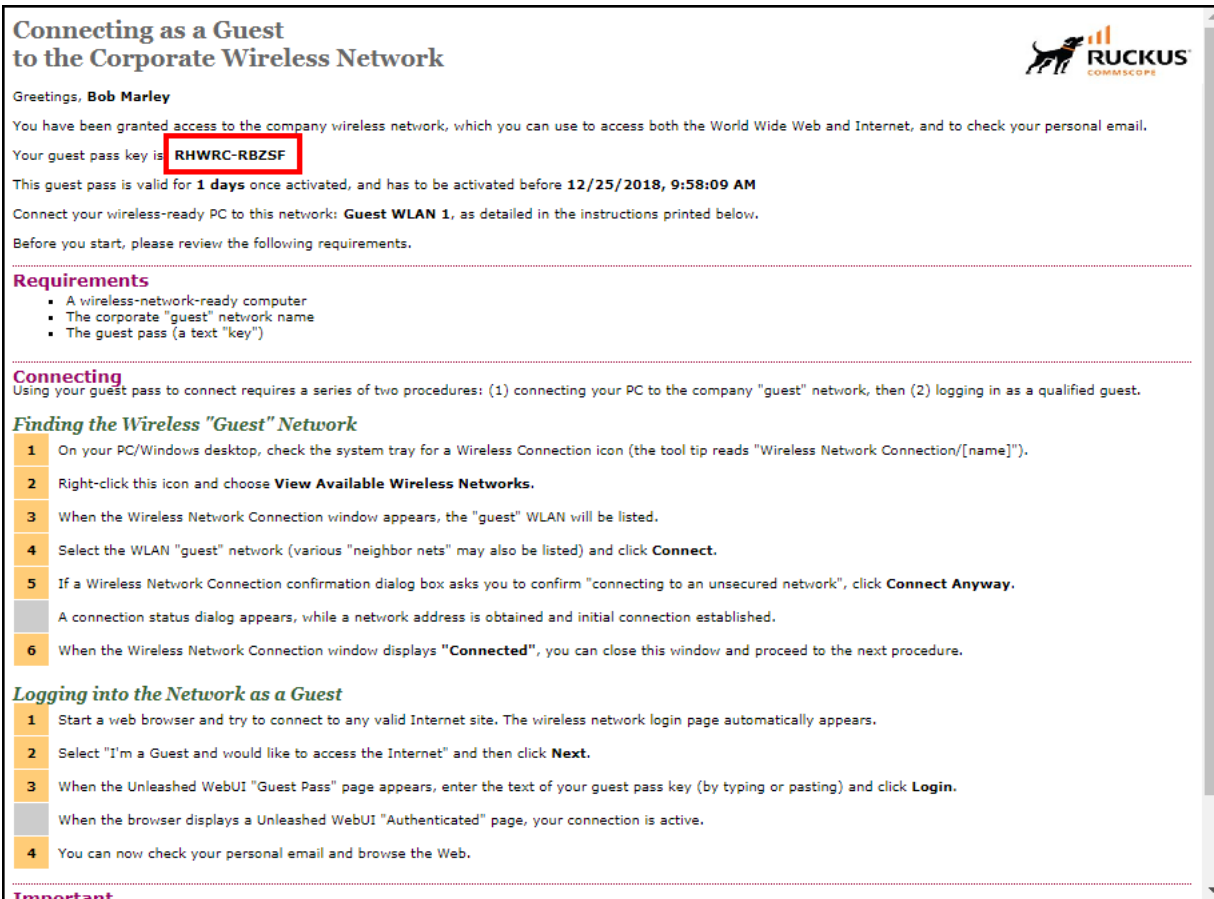 Connecting as a Guest
to the Corporate Wireless Network
RUCKUS
COMMSCOPE
Greetings, Bob Marley
You have been granted access to the company wireless network, which you can use to access both the World Wide Web and Internet, and to check your personal email.
Your guest pass key is RHWRC-RBZSF
This guest pass is valid for 1 days once activated, and has to be activated before 12/25/2018, 9:58:09 AM
Connect your wireless-ready PC to this network: Guest WLAN 1, as detailed in the instructions printed below.
Before you start, please review the following requirements.
Requirements
▪ A wireless-network-ready computer
▪ The corporate "guest" network name
▪ The guest pass (a text "key")
Connecting
Using your guest pass to connect requires a series of two procedures: (1) connecting your PC to the company "guest" network, then (2) logging in as a qualified guest.
Finding the Wireless "Guest" Network
1 On your PC/Windows desktop, check the system tray for a Wireless Connection icon (the tool tip reads "Wireless Network Connection/[name]").
2 Right-click this icon and choose View Available Wireless Networks.
3 When the Wireless Network Connection window appears, the "guest" WLAN will be listed.
4 Select the WLAN "guest" network (various "neighbor nets" may also be listed) and click Connect.
5 If a Wireless Network Connection confirmation dialog box asks you to confirm "connecting to an unsecured network", click Connect Anyway.
A connection status dialog appears, while a network address is obtained and initial connection established.
6 When the Wireless Network Connection window displays "Connected", you can close this window and proceed to the next procedure.
Logging into the Network as a Guest
1 Start a web browser and try to connect to any valid Internet site. The wireless network login page automatically appears.
2 Select "I'm a Guest and would like to access the Internet" and then click Next.
3 When the Unleashed WebUI "Guest Pass" page appears, enter the text of your guest pass key (by typing or pasting) and click Login.
When the browser displays a Unleashed WebUI "Authenticated" page, your connection is active.
4 You can now check your personal email and browse the Web.
Important